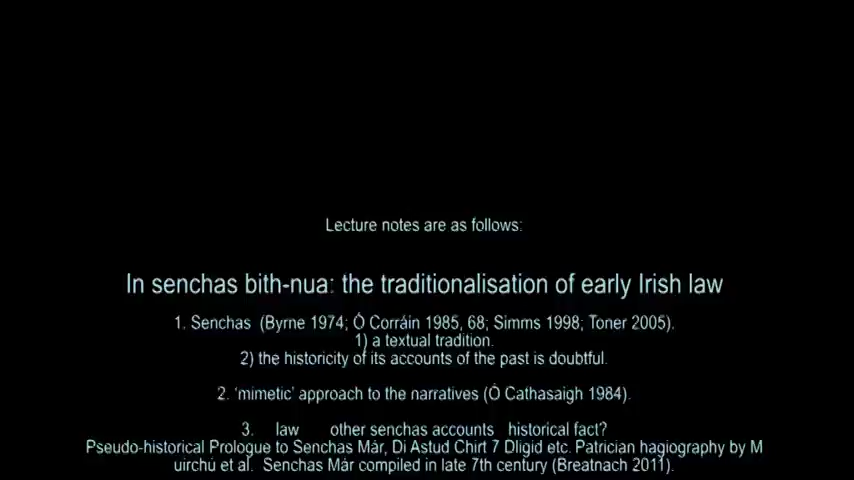 Lecture notes are as follows:
In senchas bith-nua: the traditionalisation of early Irish law
1. Senchas (Byrne 1974; Ó Corráin 1985, 68; Simms 1998; Toner 2005).
1) a textual tradition.
2) the historicity of its accounts of the past is doubtful.
2. ‘mimetic’ approach to the narratives (Ó Cathasaigh 1984).
3. law other senchas accounts historical fact?
Pseudo-historical Prologue to Senchas Már, Di Astud Chirt 7 Dligid etc. Patrician hagiography by M
uirchú et al. Senchas Már compiled in late 7th century (Breatnach 2011).